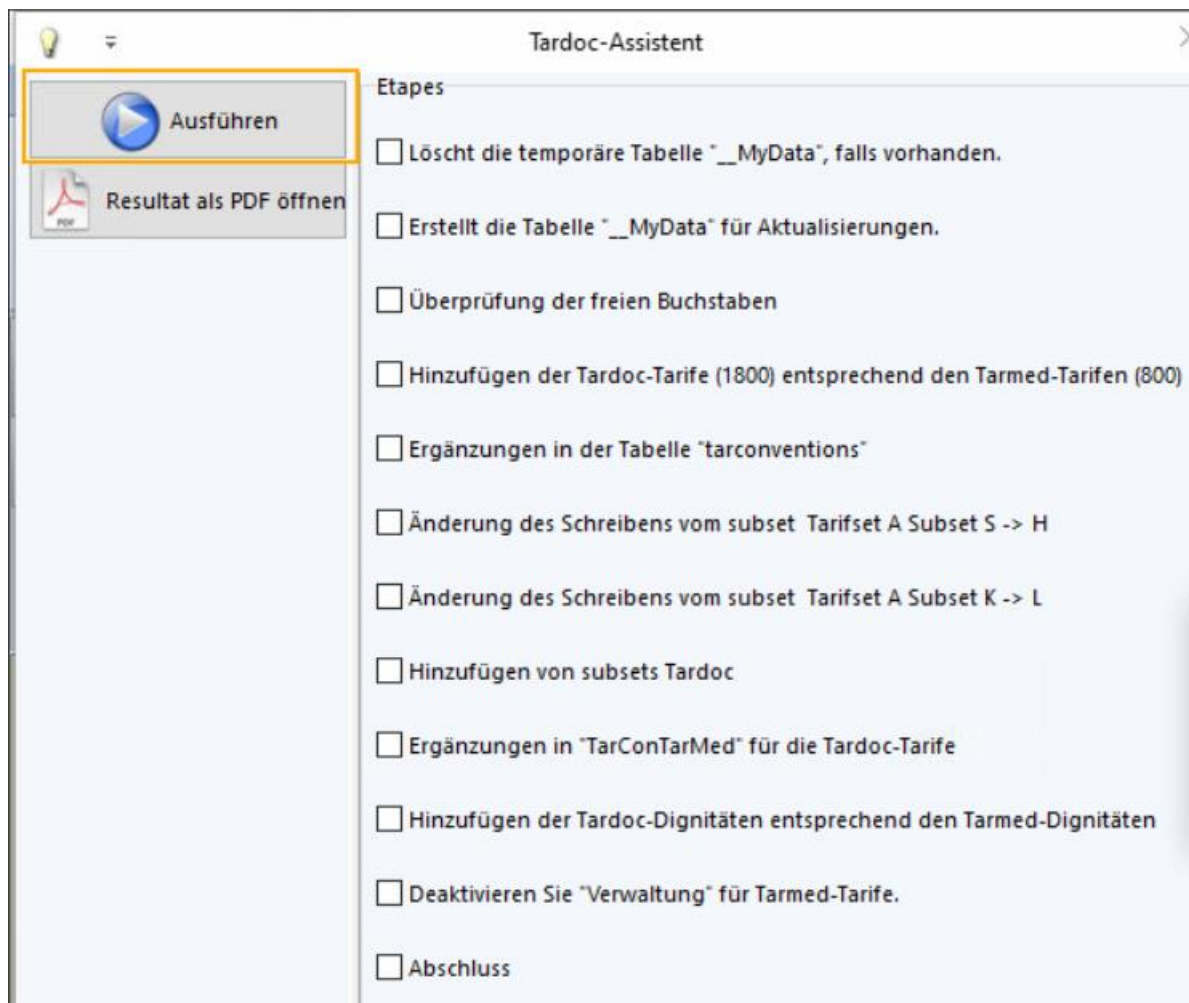 Tardoc-Assistent
Ausführen
PDF
Resultat als PDF öffnen
Etapes
Löscht die temporäre Tabelle "__MyData", falls vorhanden.
Erstellt die Tabelle "__MyData" für Aktualisierungen.
Überprüfung der freien Buchstaben
Hinzufügen der Tardoc-Tarife (1800) entsprechend den Tarmed-Tarifen (800)
Ergänzungen in der Tabelle "tarconventions"
Änderung des Schreibens vom subset Tarifset A Subset S -> H
Änderung des Schreibens vom subset Tarifset A Subset K -> L
Hinzufügen von subsets Tardoc
Ergänzungen in "TarConTarMed" für die Tardoc-Tarife
Hinzufügen der Tardoc-Dignitäten entsprechend den Tarmed-Dignitäten
Deaktivieren Sie "Verwaltung" für Tarmed-Tarife.
Abschluss